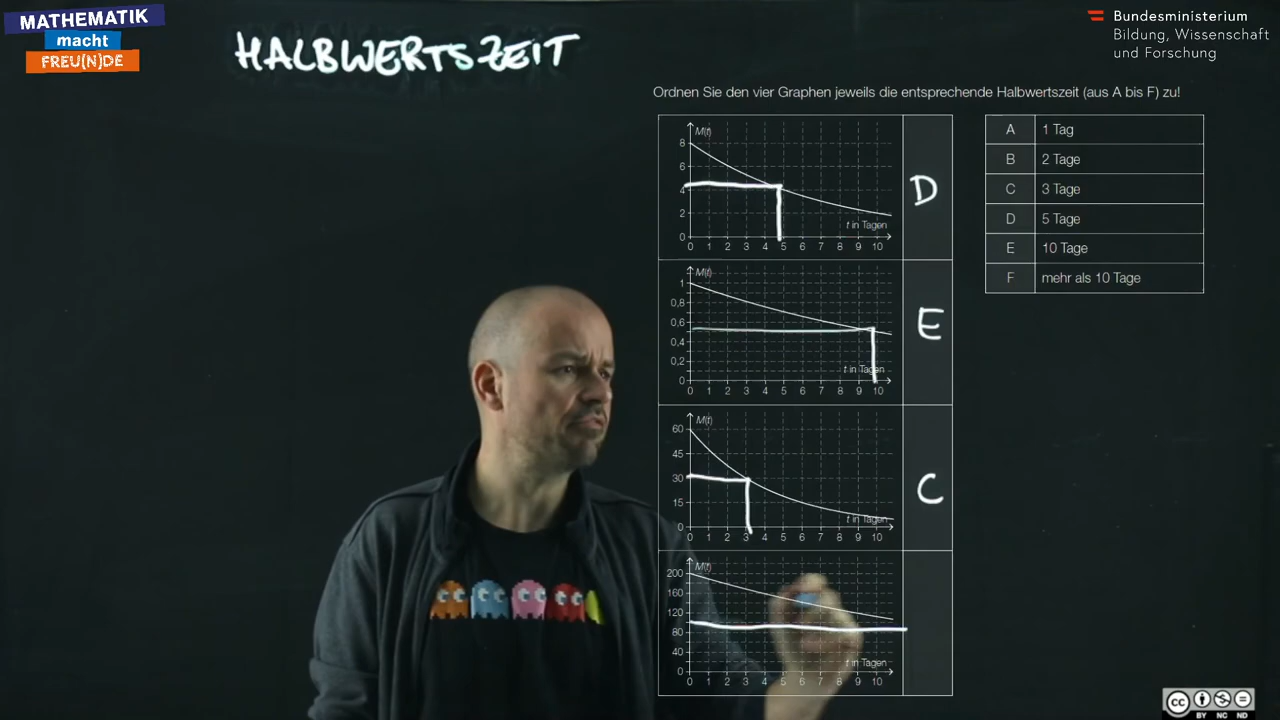 MATHEMATIK
macht
FREU(N)DE
HALBWERTSZEIT
Bundesministerium
Bildung, Wissenschaft
und Forschung
Ordnen Sie den vier Graphen jeweils die entsprechende Halbwertszeit (aus A bis F) zu!
M(t)
8
6
4
2
0
0 1 2 3 4 5 6 7 8 9 10
t in Tagen
D
M(t)
1
0,8
0,6
0,4
0,2
0
0 1 2 3 4 5 6 7 8 9 10
t in Tagen
E
M(t)
60
45
30
15
0
0 1 2 3 4 5 6 7 8 9 10
t in Tagen
C
M(t)
200
160
120
80
40
0
0 1 2 3 4 5 6 7 8 9 10
t in Tagen
A 1 Tag
B 2 Tage
C 3 Tage
D 5 Tage
E 10 Tage
F mehr als 10 Tage
cc
BY NC ND